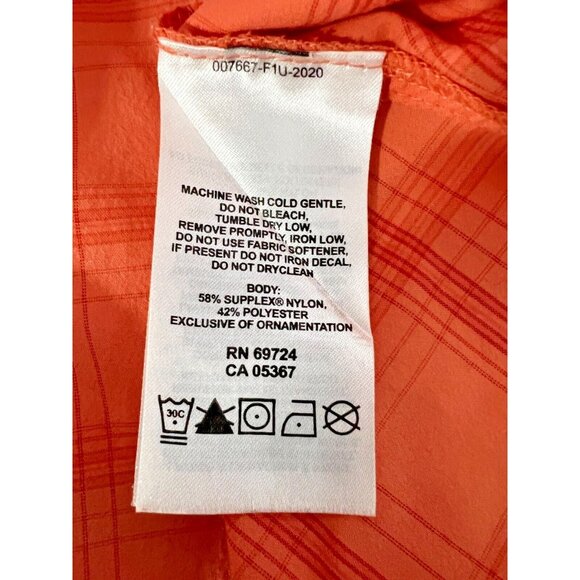 007667-F1U-2020
MACHINE WASH COLD GENTLE,
DO NOT BLEACH,
TUMBLE DRY LOW,
REMOVE PROMPTLY, IRON LOW,
DO NOT USE FABRIC SOFTENER,
IF PRESENT DO NOT IRON DECAL,
DO NOT DRYCLEAN
BODY:
58% SUPPLEX® NYLON,
42% POLYESTER
EXCLUSIVE OF ORNAMENTATION
RN 69724
CA 05367
30C